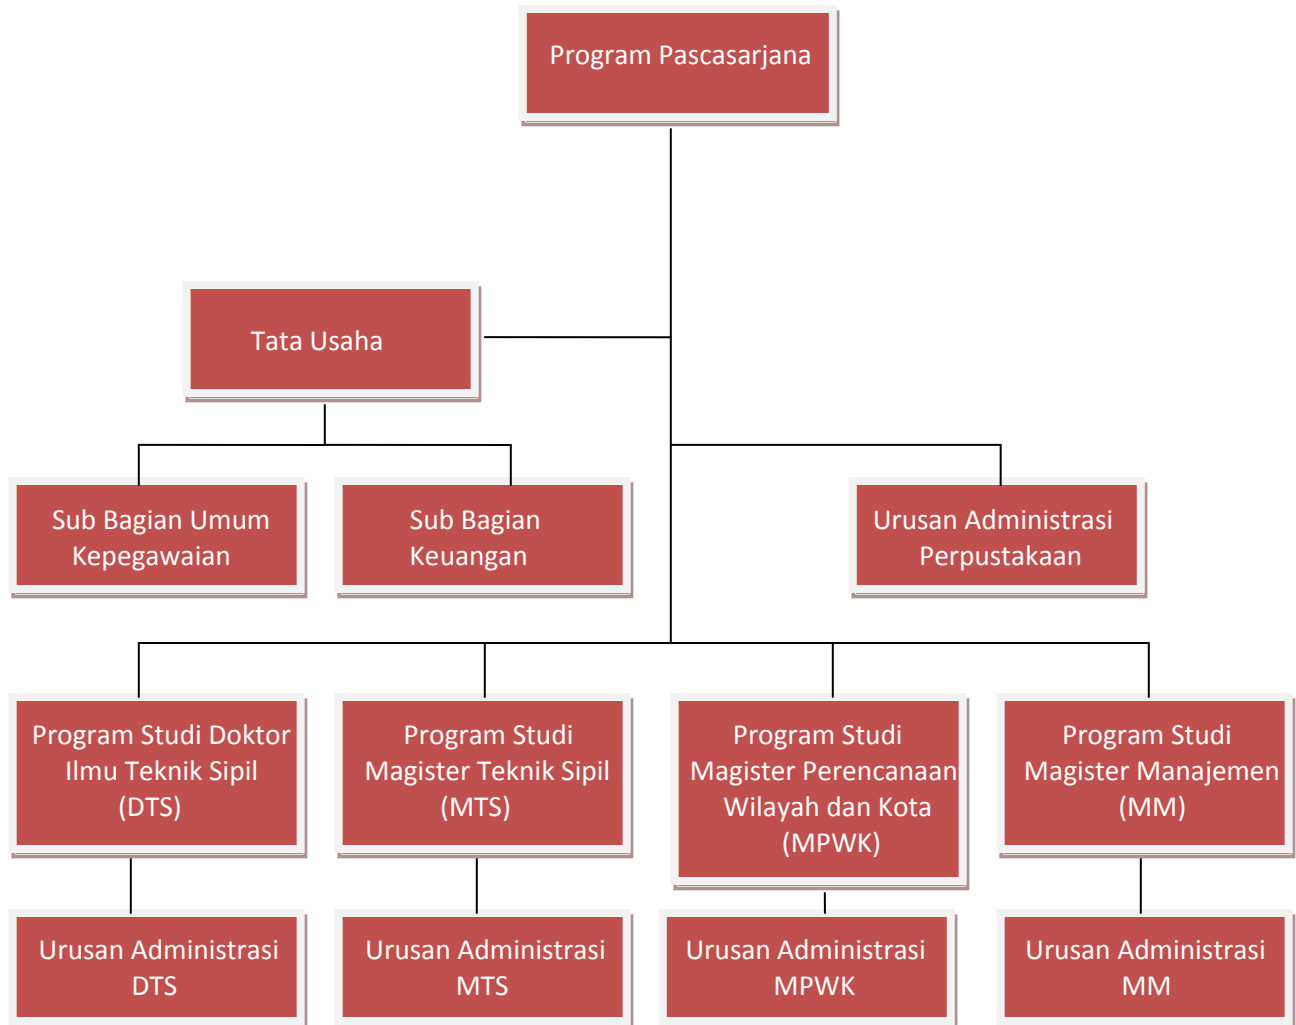 Program Pascasarjana
Tata Usaha
Sub Bagian Umum
Kepegawaian
Sub Bagian
Keuangan
Urusan Administrasi
Perpustakaan
Program Studi Doktor
Ilmu Teknik Sipil
(DTS)
Program Studi
Magister Teknik Sipil
(MTS)
Program Studi
Magister Perencanaan
Wilayah dan Kota
(MPWK)
Program Studi
Magister Manajemen
(MM)
Urusan Administrasi
DTS
Urusan Administrasi
MTS
Urusan Administrasi
MPWK
Urusan Administrasi
MM